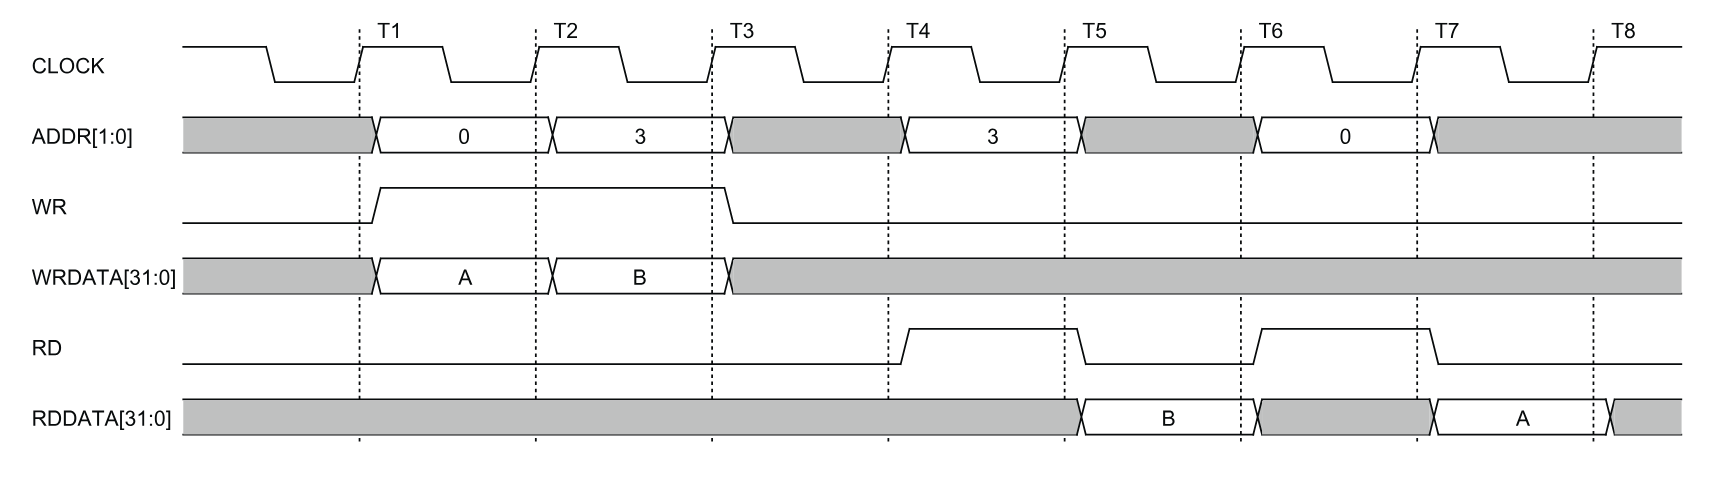 T1 T2 T3 T4 T5 T6 T7 T8
CLOCK
ADDR[1:0] 0 3 3 0
WR
WRDATA[31:0] A B
RD
RDDATA[31:0] B A